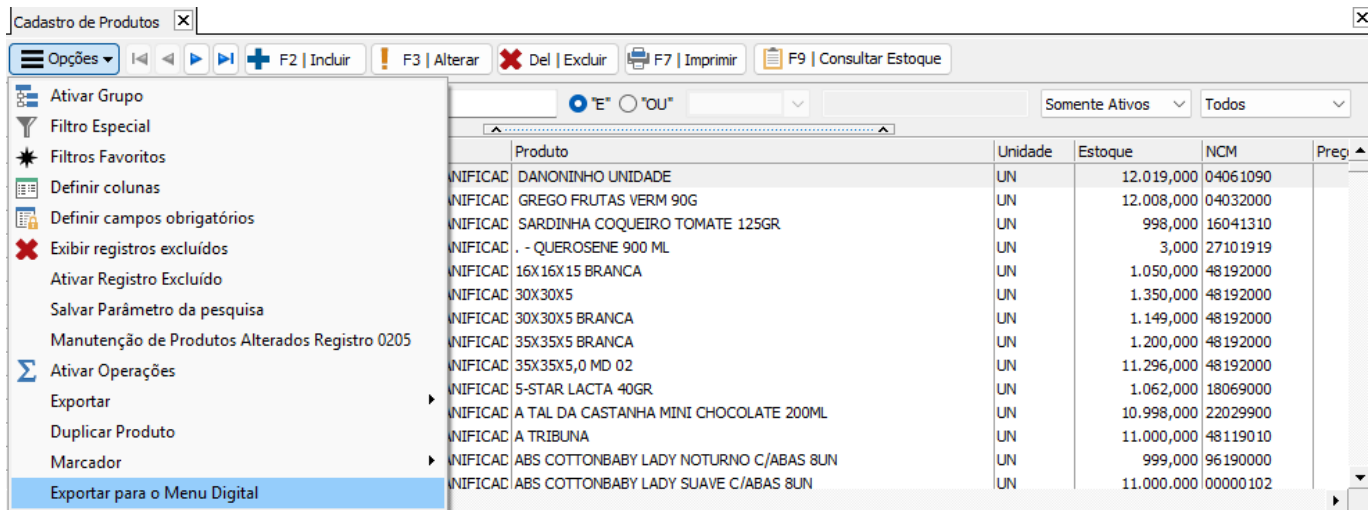 Cadastro de Produtos
Opções F2 | Incluir F3 | Alterar Del | Excluir F7 | Imprimir F9 | Consultar Estoque
"E" "OU" Somente Ativos Todos
Ativar Grupo
Filtro Especial
Filtros Favoritos
Definir colunas
Definir campos obrigatórios
Exibir registros excluídos
Ativar Registro Excluído
Salvar Parâmetro da pesquisa
Manutenção de Produtos Alterados Registro 0205
Ativar Operações
Exportar
Duplicar Produto
Marcador
Exportar para o Menu Digital
Produto Unidade Estoque NCM
DANONINHO UNIDADE UN 12.019,000 04061090
GREGO FRUTAS VERM 90G UN 12.008,000 04032000
SARDINHA COQUEIRO TOMATE 125GR UN 998,000 16041310
. - QUEROSENE 900 ML UN 3,000 27101919
16X16X15 BRANCA UN 1.050,000 48192000
30X30X5 UN 1.350,000 48192000
30X30X5 BRANCA UN 1.149,000 48192000
35X35X5 BRANCA UN 1.200,000 48192000
35X35X5,0 MD 02 UN 11.296,000 48192000
5-STAR LACTA 40GR UN 1.062,000 18069000
A TAL DA CASTANHA MINI CHOCOLATE 200ML UN 10.998,000 22029900
A TRIBUNA UN 11.000,000 48119010
ABS COTTONBABY LADY NOTURNO C/ABAS 8UN UN 999,000 96190000
ABS COTTONBABY LADY SUAVE C/ABAS 8UN UN 11.000,000 00000102